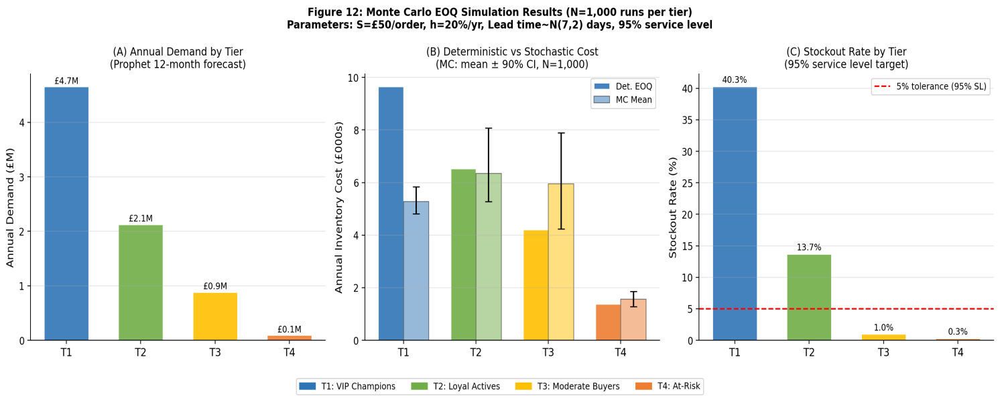 Figure 12: Monte Carlo EOQ Simulation Results (N=1,000 runs per tier)
Parameters: S=£50/order, h=20%/yr, Lead time~N(7,2) days, 95% service level
(A) Annual Demand by Tier
(Prophet 12-month forecast)
Annual Demand (£M)
4
3
2
1
0
£4.7M
£2.1M
£0.9M
£0.1M
T1
T2
T3
T4
(B) Deterministic vs Stochastic Cost
(MC: mean ± 90% CI, N=1,000)
Annual Inventory Cost (£000s)
10
8
6
4
2
0
Det. EOQ
MC Mean
T1
T2
T3
T4
(C) Stockout Rate by Tier
(95% service level target)
Stockout Rate (%)
40
35
30
25
20
15
10
5
0
40.3%
13.7%
1.0%
0.3%
5% tolerance (95% SL)
T1
T2
T3
T4
T1: VIP Champions
T2: Loyal Actives
T3: Moderate Buyers
T4: At-Risk